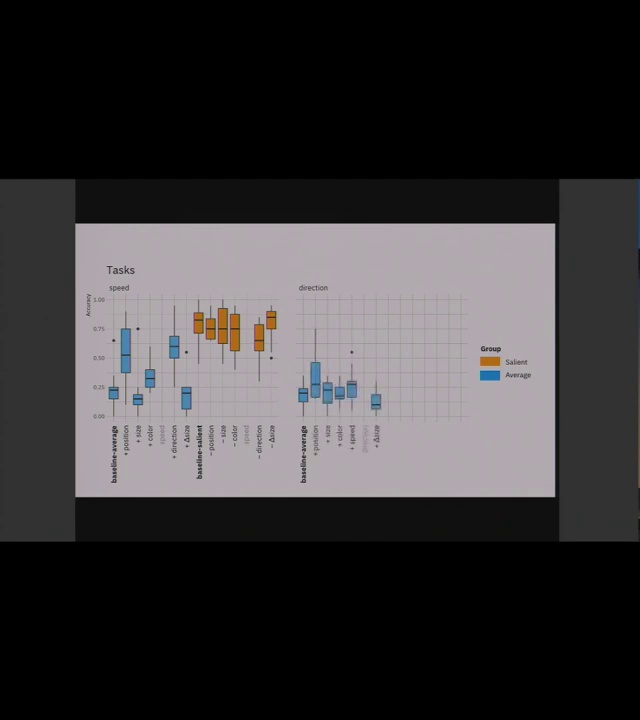 Tasks
speed
direction
Accuracy
1.00
0.75
0.50
0.25
0.00
baseline-average
+ position
+ size
+ color
speed
+ direction
+ Δsize
baseline-salient
− position
− size
− color
speed
− direction
− Δsize
baseline-average
+ position
+ size
+ color
+ speed
+ Δsize
Group
Salient
Average